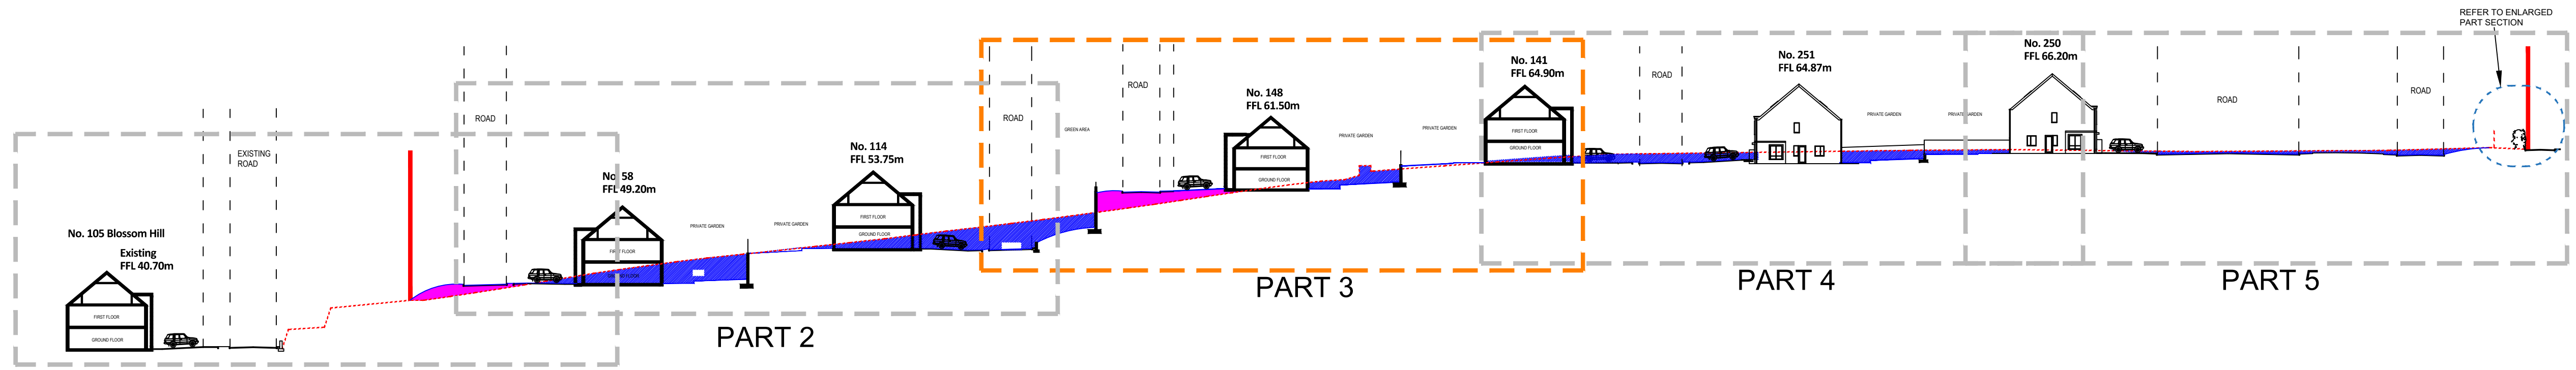 No. 105 Blossom Hill
Existing
FFL 40.70m
FIRST FLOOR
GROUND FLOOR
EXISTING
ROAD
ROAD
No. 58
FFL 49.20m
FIRST FLOOR
GROUND FLOOR
PRIVATE GARDEN
PRIVATE GARDEN
PART 2
No. 114
FFL 53.75m
FIRST FLOOR
GROUND FLOOR
ROAD
GREEN AREA
ROAD
No. 148
FFL 61.50m
FIRST FLOOR
GROUND FLOOR
PRIVATE GARDEN
PRIVATE GARDEN
PART 3
No. 141
FFL 64.90m
FIRST FLOOR
GROUND FLOOR
ROAD
No. 251
FFL 64.87m
PRIVATE GARDEN
PRIVATE GARDEN
PART 4
No. 250
FFL 66.20m
ROAD
ROAD
PART 5
REFER TO ENLARGED
PART SECTION